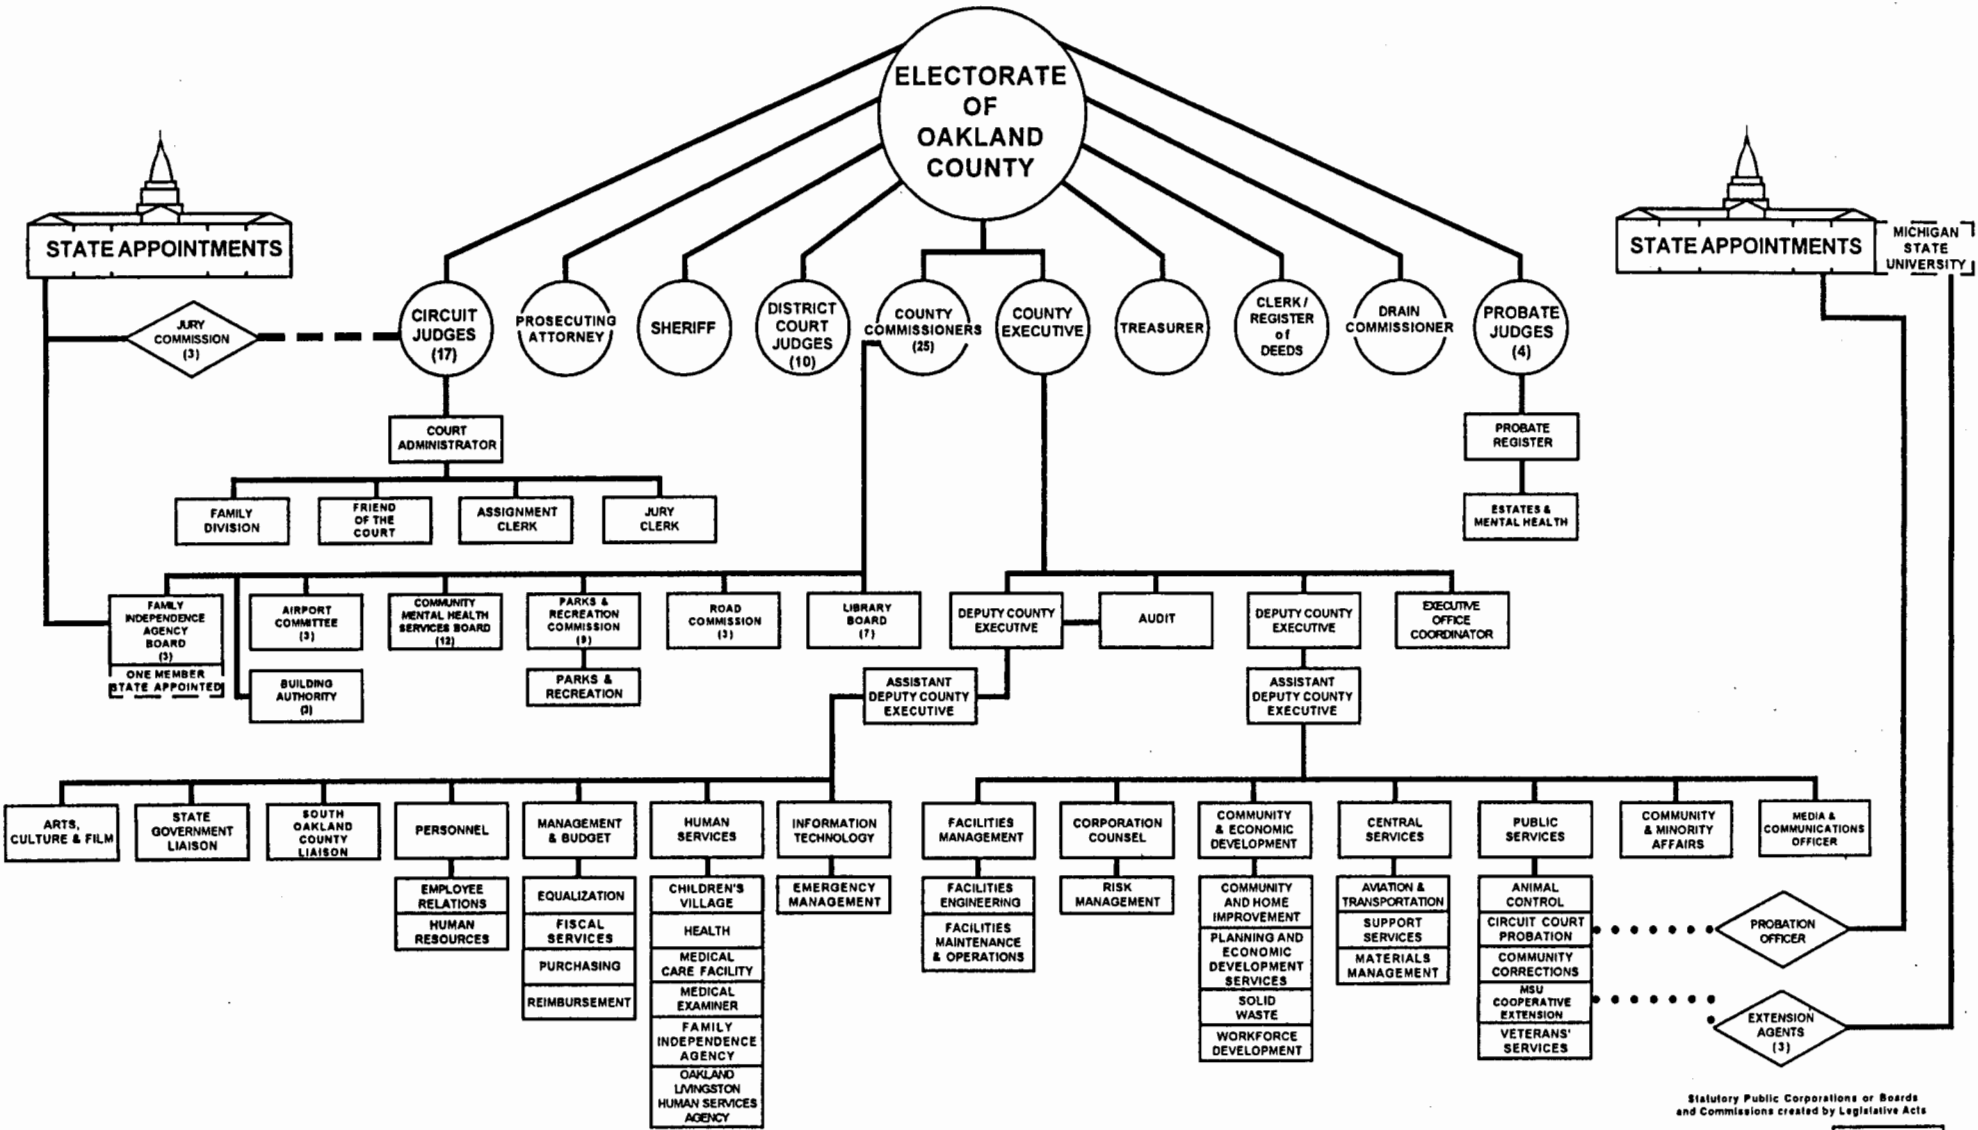 ELECTORATE
OF
OAKLAND
COUNTY
STATE APPOINTMENTS
STATE APPOINTMENTS
MICHIGAN
STATE
UNIVERSITY
JURY
COMMISSION
(3)
CIRCUIT
JUDGES
(17)
PROSECUTING
ATTORNEY
SHERIFF
DISTRICT
COURT
JUDGES
(10)
COUNTY
COMMISSIONERS
(25)
COUNTY
EXECUTIVE
TREASURER
CLERK /
REGISTER
of
DEEDS
DRAIN
COMMISSIONER
PROBATE
JUDGES
(4)
COURT
ADMINISTRATOR
PROBATE
REGISTER
FAMILY
DIVISION
FRIEND
OF THE
COURT
ASSIGNMENT
CLERK
JURY
CLERK
ESTATES &
MENTAL HEALTH
FAMILY
INDEPENDENCE
AGENCY
BOARD
(3)
ONE MEMBER
STATE APPOINTED
AIRPORT
COMMITTEE
(3)
BUILDING
AUTHORITY
(3)
COMMUNITY
MENTAL HEALTH
SERVICES BOARD
(12)
PARKS &
RECREATION
COMMISSION
(9)
PARKS &
RECREATION
ROAD
COMMISSION
(3)
LIBRARY
BOARD
(7)
DEPUTY COUNTY
EXECUTIVE
AUDIT
DEPUTY COUNTY
EXECUTIVE
EXECUTIVE
OFFICE
COORDINATOR
ASSISTANT
DEPUTY COUNTY
EXECUTIVE
ASSISTANT
DEPUTY COUNTY
EXECUTIVE
ARTS,
CULTURE & FILM
STATE
GOVERNMENT
LIAISON
SOUTH
OAKLAND
COUNTY
LIAISON
PERSONNEL
EMPLOYEE
RELATIONS
HUMAN
RESOURCES
MANAGEMENT
& BUDGET
EQUALIZATION
FISCAL
SERVICES
PURCHASING
REIMBURSEMENT
HUMAN
SERVICES
CHILDREN'S
VILLAGE
HEALTH
MEDICAL
CARE FACILITY
MEDICAL
EXAMINER
FAMILY
INDEPENDENCE
AGENCY
OAKLAND
LIVINGSTON
HUMAN SERVICES
AGENCY
INFORMATION
TECHNOLOGY
EMERGENCY
MANAGEMENT
FACILITIES
MANAGEMENT
FACILITIES
ENGINEERING
FACILITIES
MAINTENANCE
& OPERATIONS
CORPORATION
COUNSEL
RISK
MANAGEMENT
COMMUNITY
& ECONOMIC
DEVELOPMENT
COMMUNITY
AND HOME
IMPROVEMENT
PLANNING AND
ECONOMIC
DEVELOPMENT
SERVICES
SOLID
WASTE
WORKFORCE
DEVELOPMENT
CENTRAL
SERVICES
AVIATION &
TRANSPORTATION
SUPPORT
SERVICES
MATERIALS
MANAGEMENT
PUBLIC
SERVICES
ANIMAL
CONTROL
CIRCUIT COURT
PROBATION
COMMUNITY
CORRECTIONS
MSU
COOPERATIVE
EXTENSION
VETERANS'
SERVICES
COMMUNITY
& MINORITY
AFFAIRS
MEDIA &
COMMUNICATIONS
OFFICER
PROBATION
OFFICER
EXTENSION
AGENTS
(3)
Statutory Public Corporations or Boards
and Commissions created by Legislative Acts